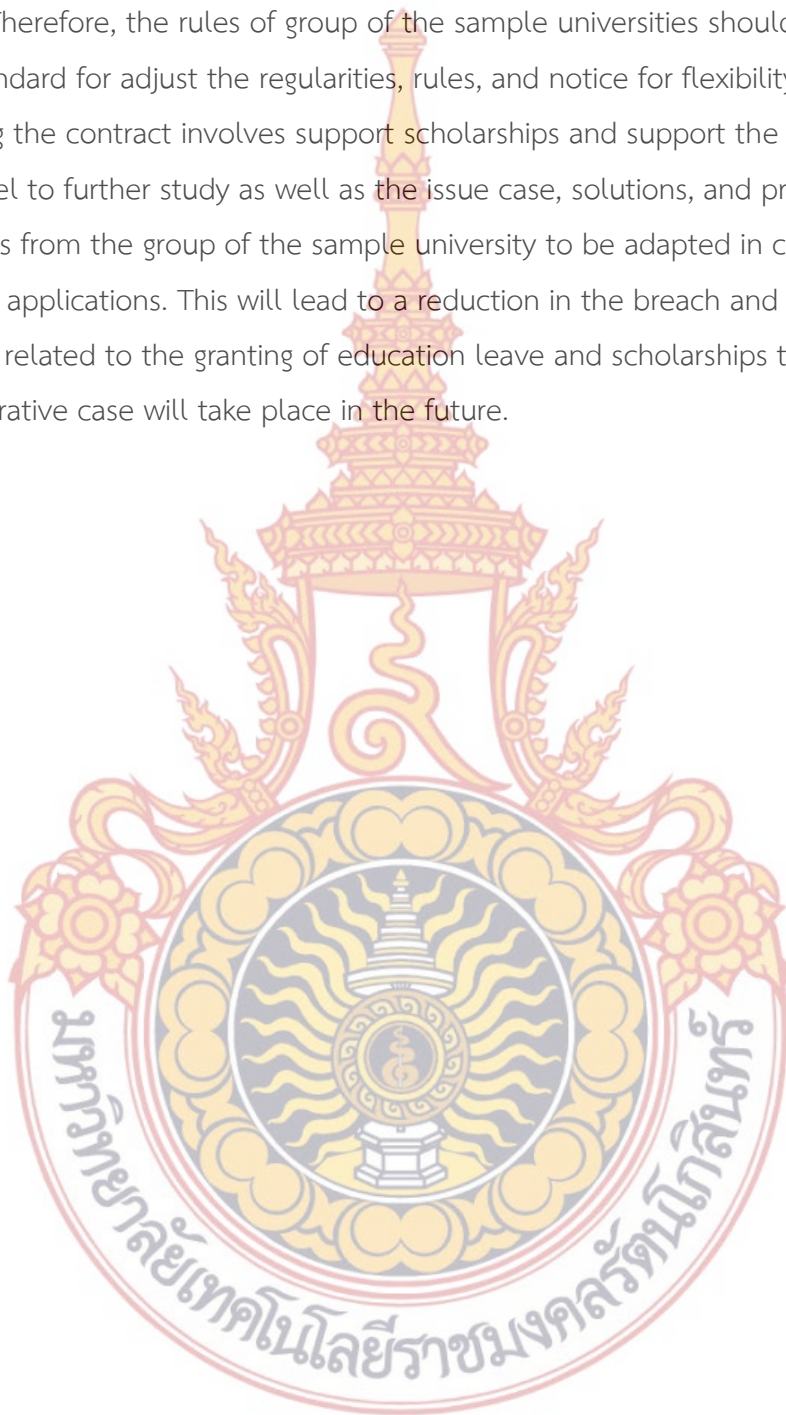 Therefore, the rules of group of the sample universities should
ndard for adjust the regularities, rules, and notice for flexibility
g the contract involves support scholarships and support the
el to further study as well as the issue case, solutions, and pr
s from the group of the sample university to be adapted in c
applications. This will lead to a reduction in the breach and
related to the granting of education leave and scholarships t
rative case will take place in the future.
มหาวิทยาลัยเทคโนโลยีราชมงคลรัตนโกสินทร์